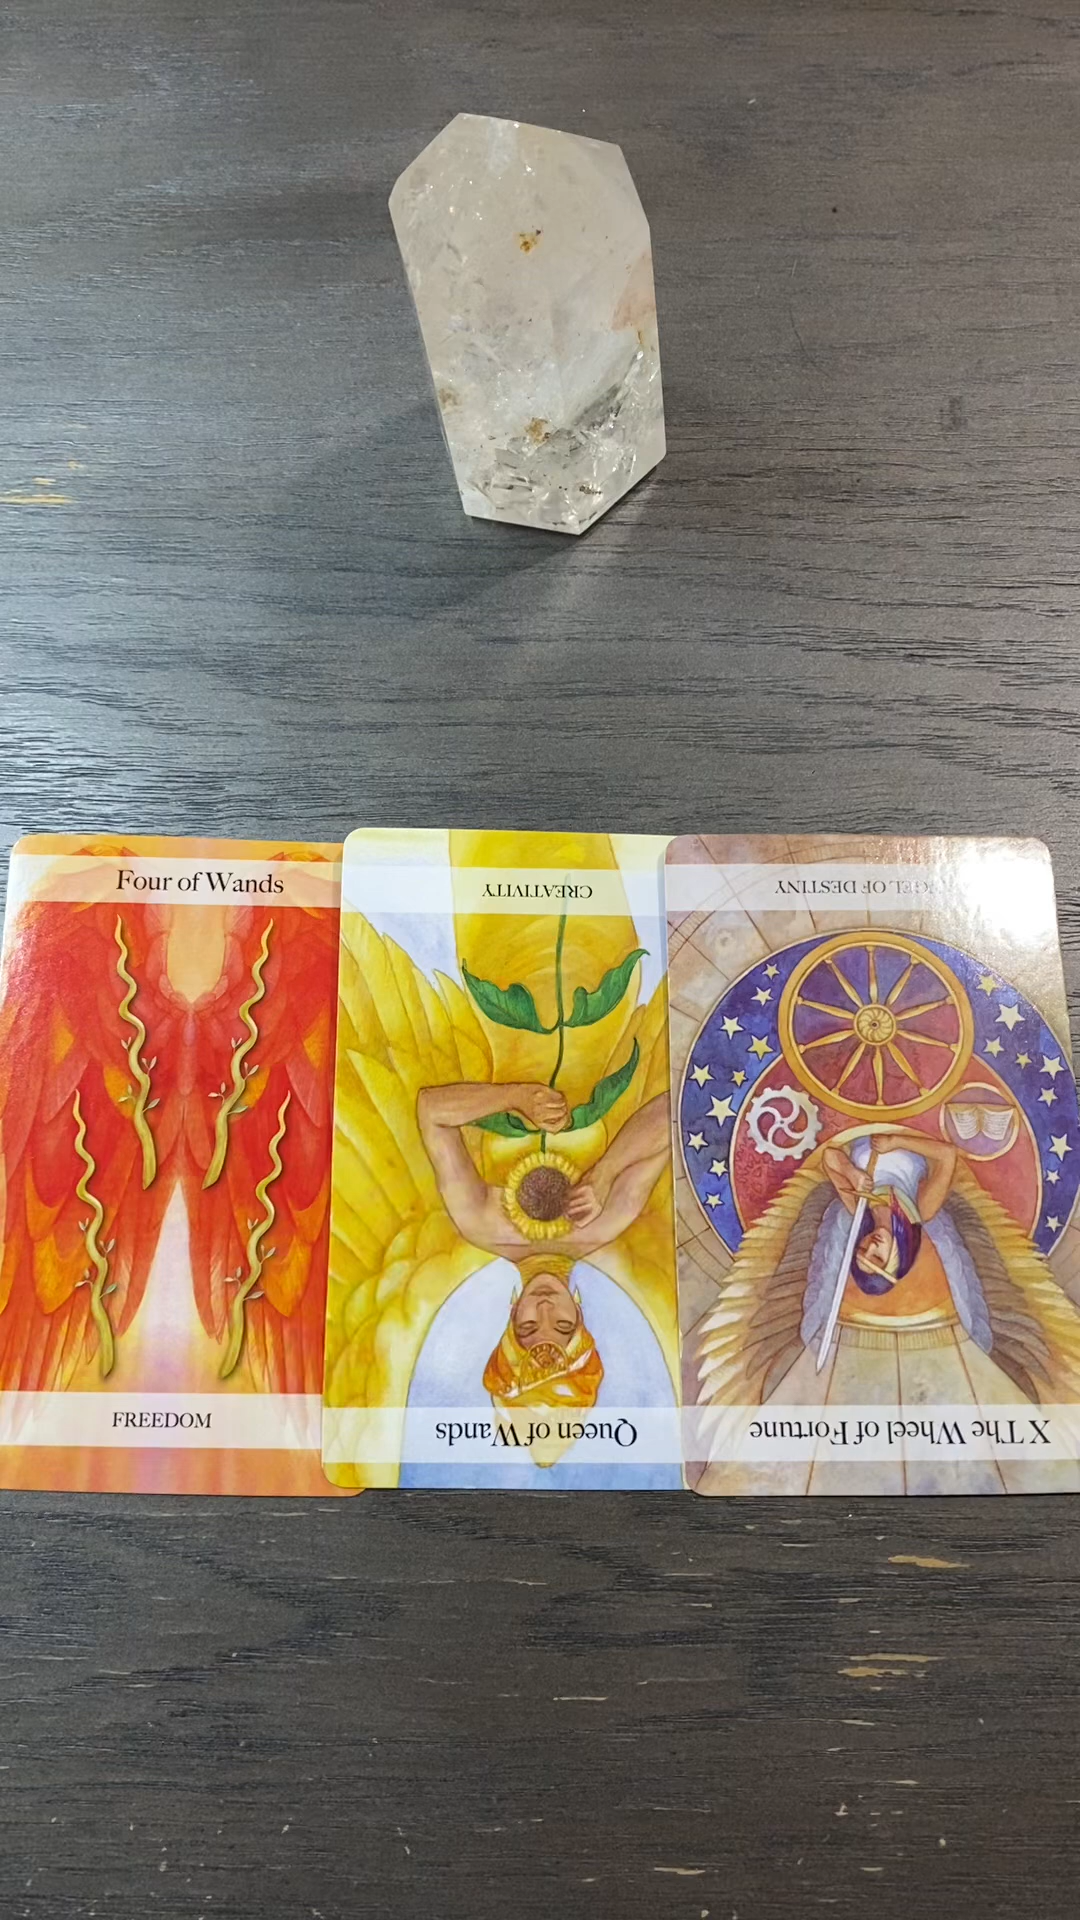 Four of Wands
FREEDOM
CREATIVITY
Queen of Wands
OF DESTINY
X The Wheel of Fortune